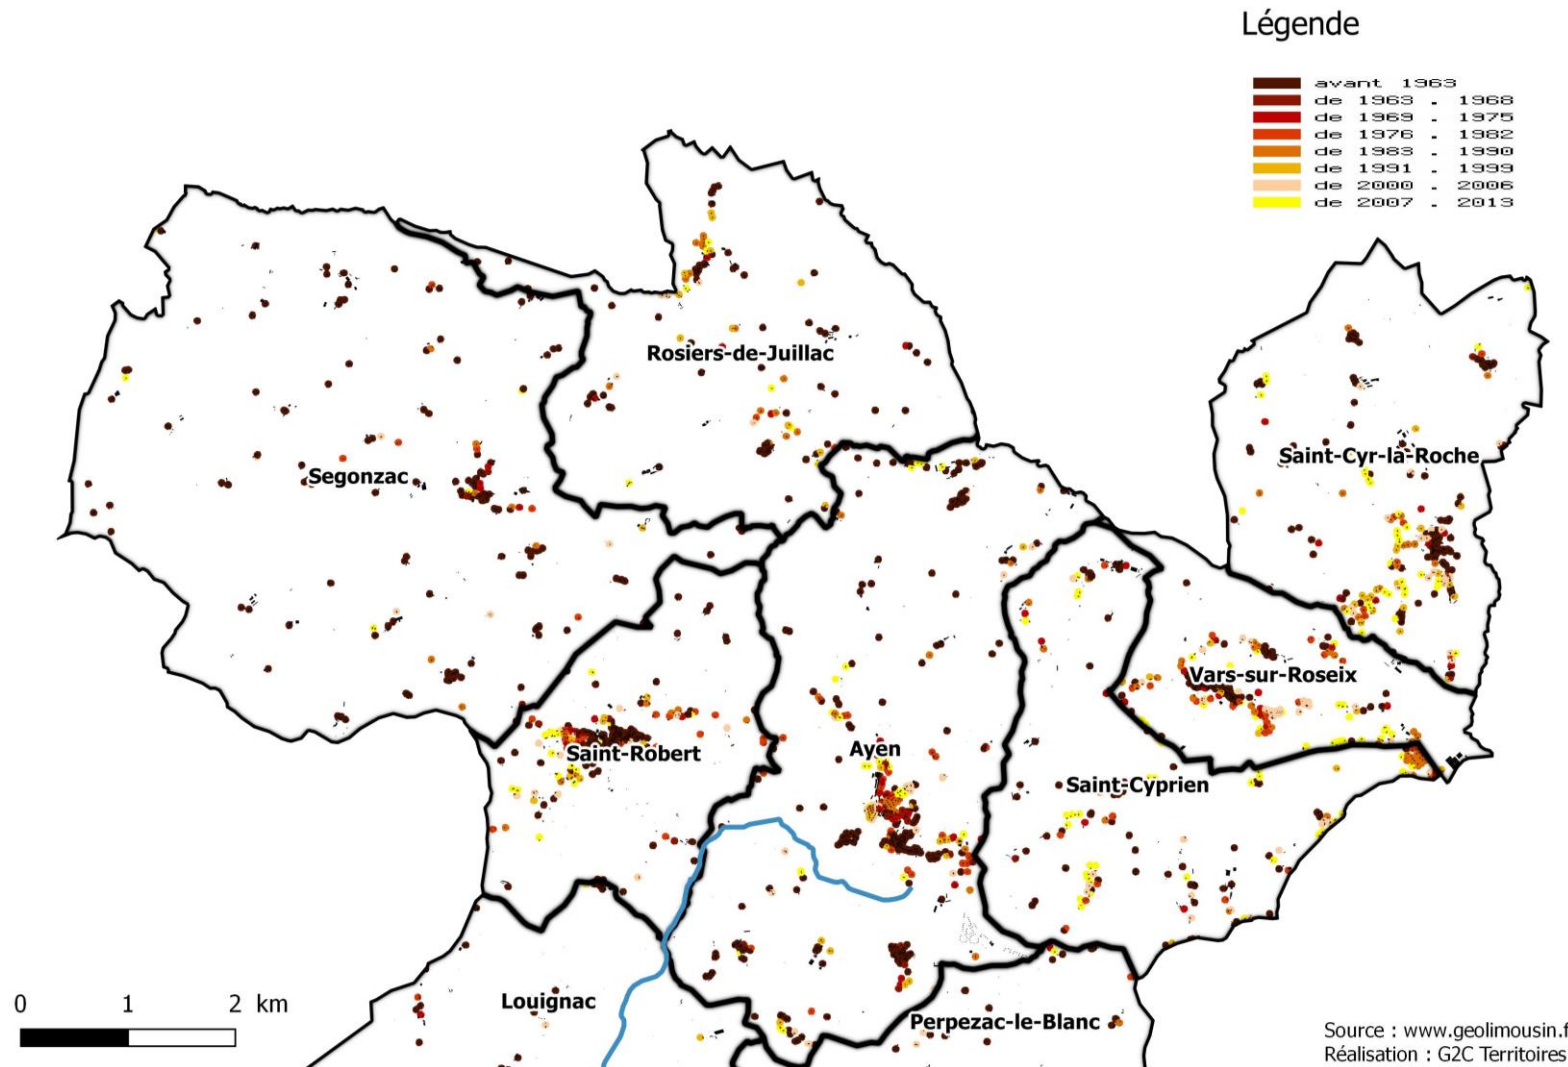 Légende
avant 1963
de 1963 - 1968
de 1969 - 1975
de 1976 - 1982
de 1983 - 1990
de 1991 - 1999
de 2000 - 2006
de 2007 - 2013
Rosiers-de-Juillac
Saint-Cyr-la-Roche
Segonzac
Vars-sur-Roseix
Saint-Robert
Ayen
Saint-Cyprien
Louignac
Perpezac-le-Blanc
0 1 2 km
Source : www.geolimousin.f
Réalisation : G2C Territoires